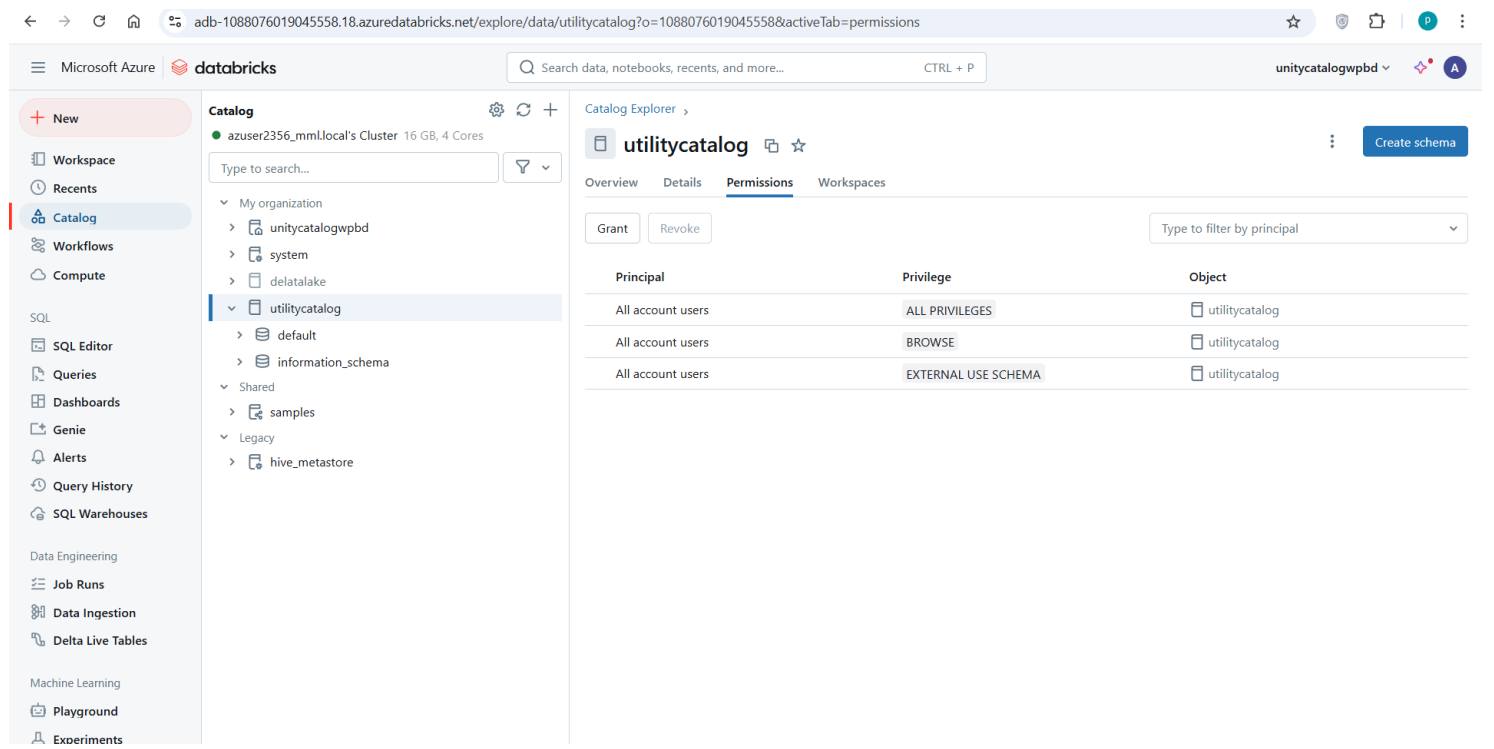 adb-1088076019045558.18.azuredatabricks.net/explore/data/utilitycatalog?o=1088076019045558&activeTab=permissions
P
Microsoft Azure databricks
Search data, notebooks, recents, and more... CTRL + P
unitycatalogwpbd
A
New
Workspace
Recents
Catalog
Workflows
Compute
SQL
SQL Editor
Queries
Dashboards
Genie
Alerts
Query History
SQL Warehouses
Data Engineering
Job Runs
Data Ingestion
Delta Live Tables
Machine Learning
Playground
Experiments
Catalog
azuser2356_mml.local's Cluster 16 GB, 4 Cores
Type to search...
My organization
unitycatalogwpbd
system
delatalake
utilitycatalog
default
information_schema
Shared
samples
Legacy
hive_metastore
Catalog Explorer
utilitycatalog
Create schema
Overview Details Permissions Workspaces
Grant Revoke
Type to filter by principal
Principal Privilege Object
All account users ALL PRIVILEGES utilitycatalog
All account users BROWSE utilitycatalog
All account users EXTERNAL USE SCHEMA utilitycatalog